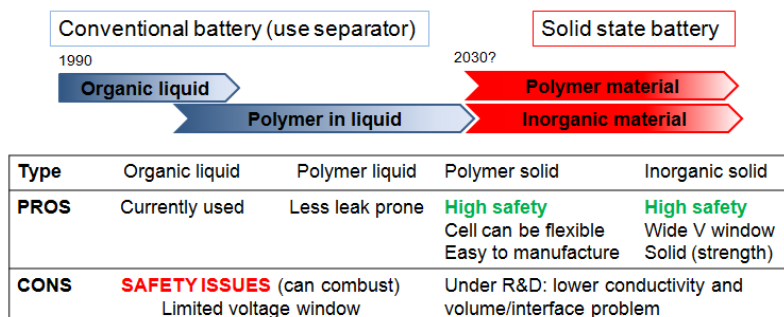 Conventional battery (use separator) Solid state battery
1990 2030?
Organic liquid Polymer material
Polymer in liquid Inorganic material
Type Organic liquid Polymer liquid Polymer solid Inorganic solid
PROS Currently used Less leak prone High safety High safety
Cell can be flexible Wide V window
Easy to manufacture Solid (strength)
CONS SAFETY ISSUES (can combust) Under R&D: lower conductivity and
Limited voltage window volume/interface problem